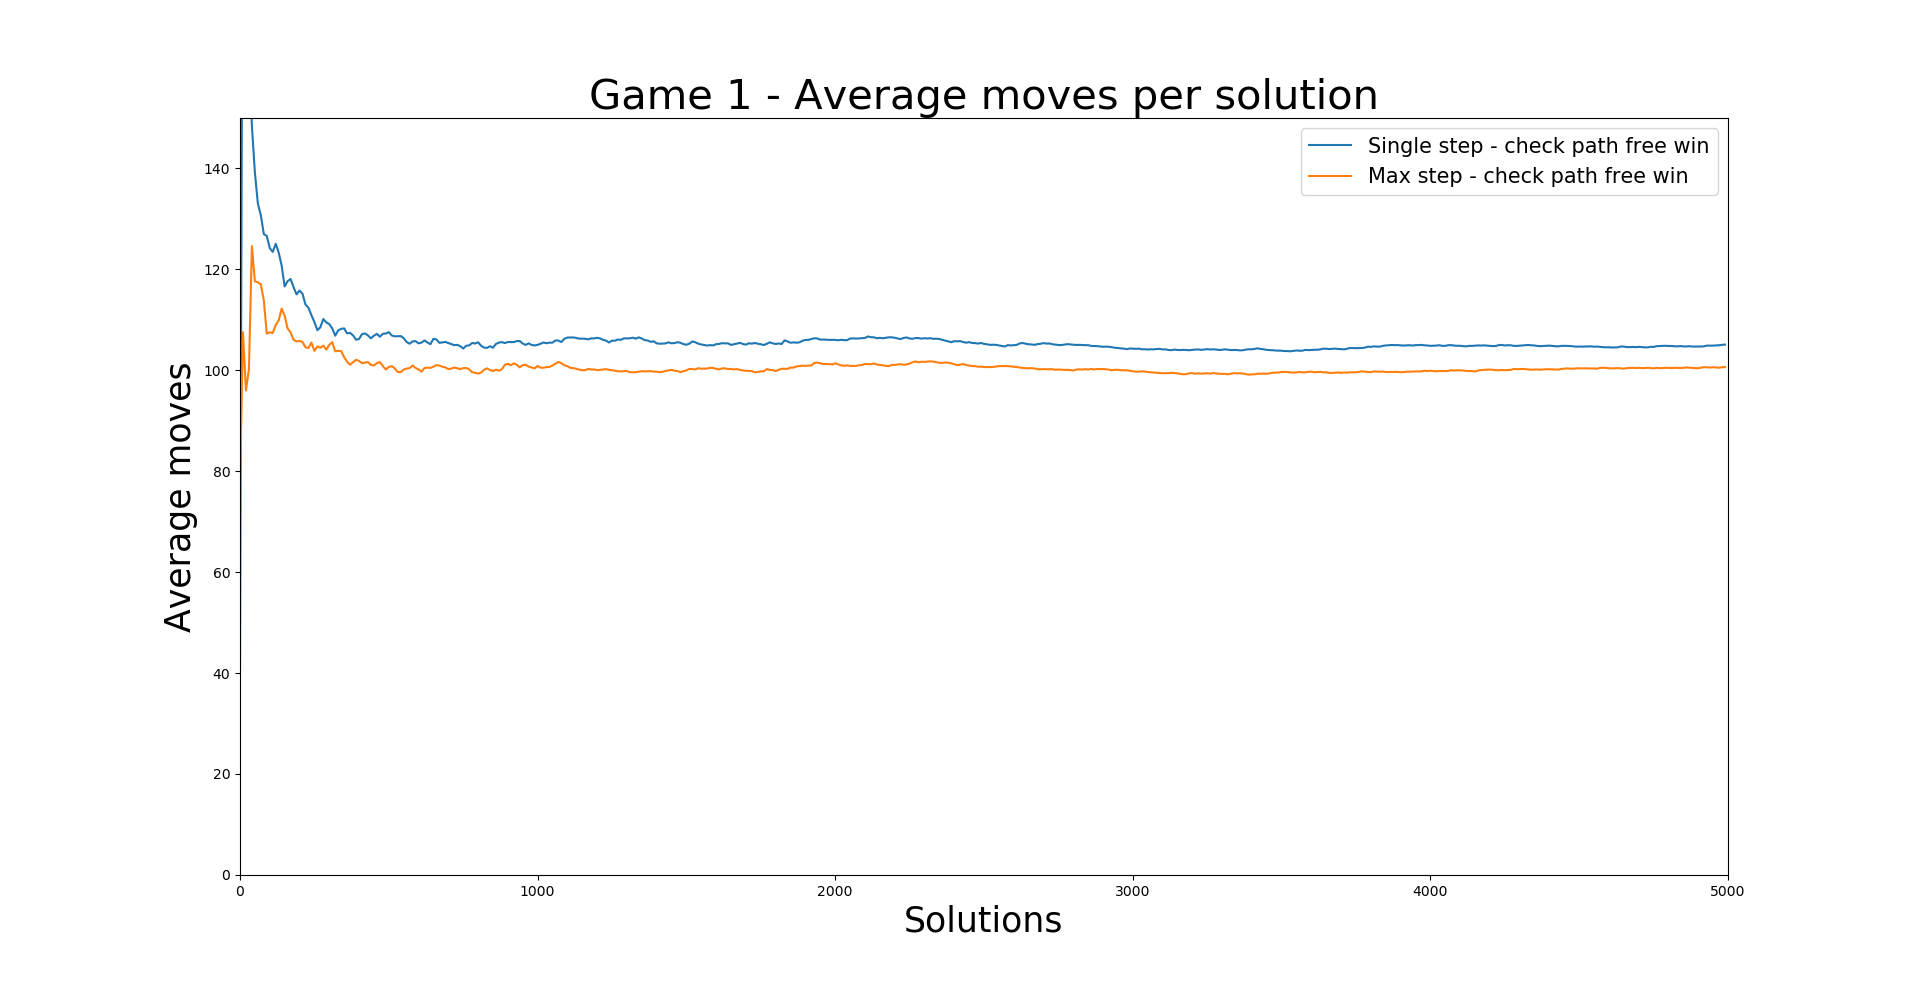 Game 1 - Average moves per solution
Single step - check path free win
Max step - check path free win
Average moves
140
120
100
80
60
40
20
0
0 1000 2000 3000 4000 5000
Solutions